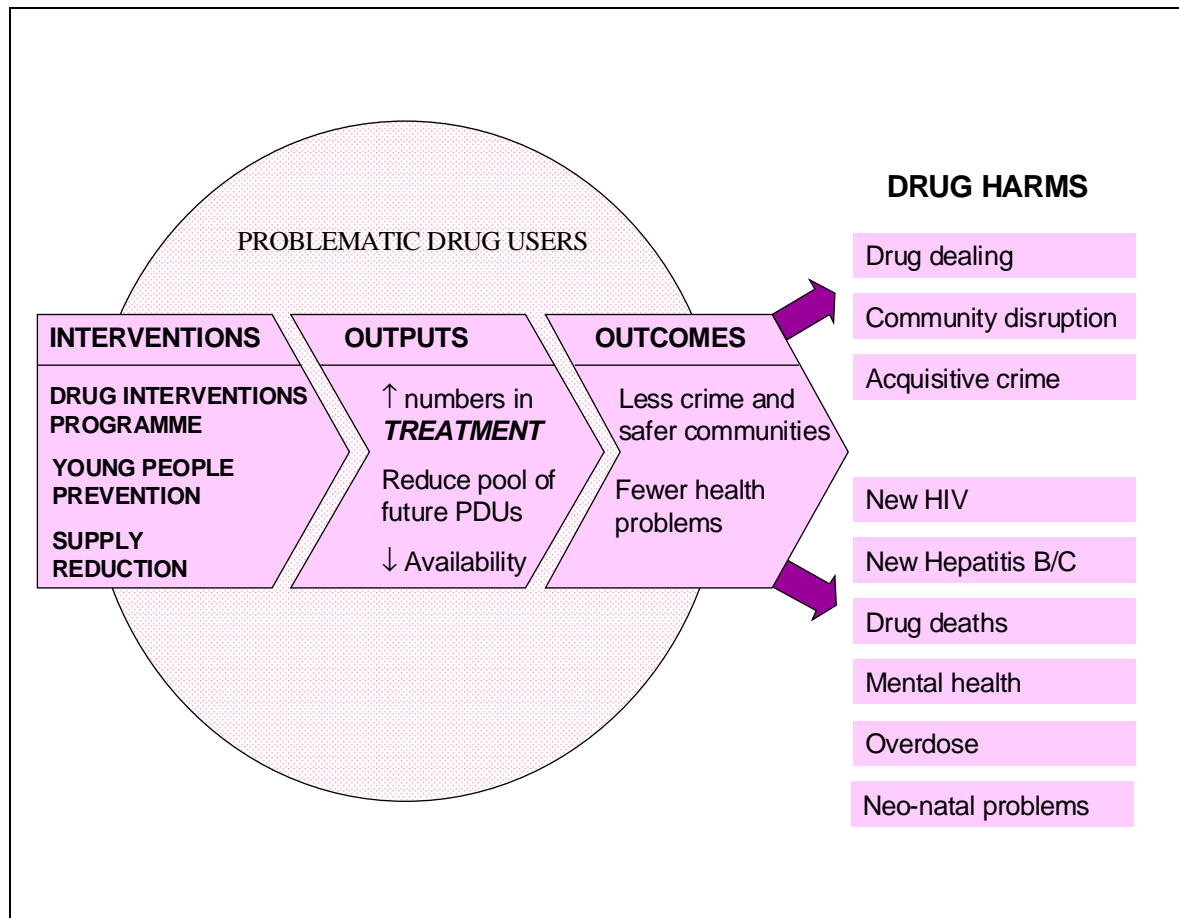 PROBLEMATIC DRUG USERS
INTERVENTIONS
DRUG INTERVENTIONS
PROGRAMME
YOUNG PEOPLE
PREVENTION
SUPPLY
REDUCTION
OUTPUTS
↑ numbers in
TREATMENT
Reduce pool of
future PDUs
↓ Availability
OUTCOMES
Less crime and
safer communities
Fewer health
problems
DRUG HARMS
Drug dealing
Community disruption
Acquisitive crime
New HIV
New Hepatitis B/C
Drug deaths
Mental health
Overdose
Neo-natal problems